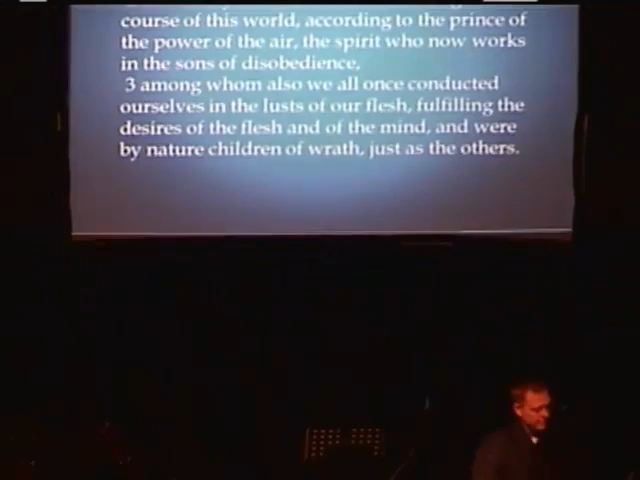 course of this world, according to the prince of
the power of the air, the spirit who now works
in the sons of disobedience,
3 among whom also we all once conducted
ourselves in the lusts of our flesh, fulfilling the
desires of the flesh and of the mind, and were
by nature children of wrath, just as the others.